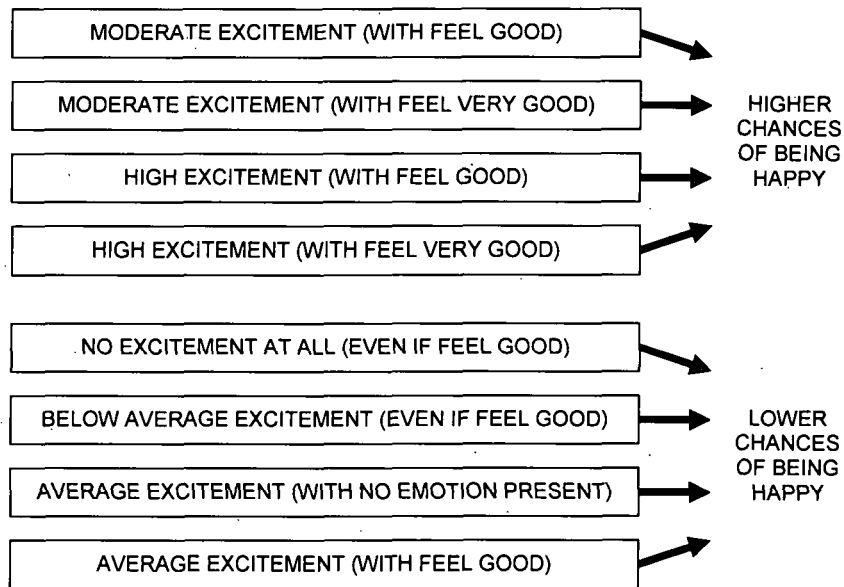 MODERATE EXCITEMENT (WITH FEEL GOOD)
MODERATE EXCITEMENT (WITH FEEL VERY GOOD)
HIGH EXCITEMENT (WITH FEEL GOOD)
HIGH EXCITEMENT (WITH FEEL VERY GOOD)
HIGHER
CHANCES
OF BEING
HAPPY
NO EXCITEMENT AT ALL (EVEN IF FEEL GOOD)
BELOW AVERAGE EXCITEMENT (EVEN IF FEEL GOOD)
AVERAGE EXCITEMENT (WITH NO EMOTION PRESENT)
AVERAGE EXCITEMENT (WITH FEEL GOOD)
LOWER
CHANCES
OF BEING
HAPPY